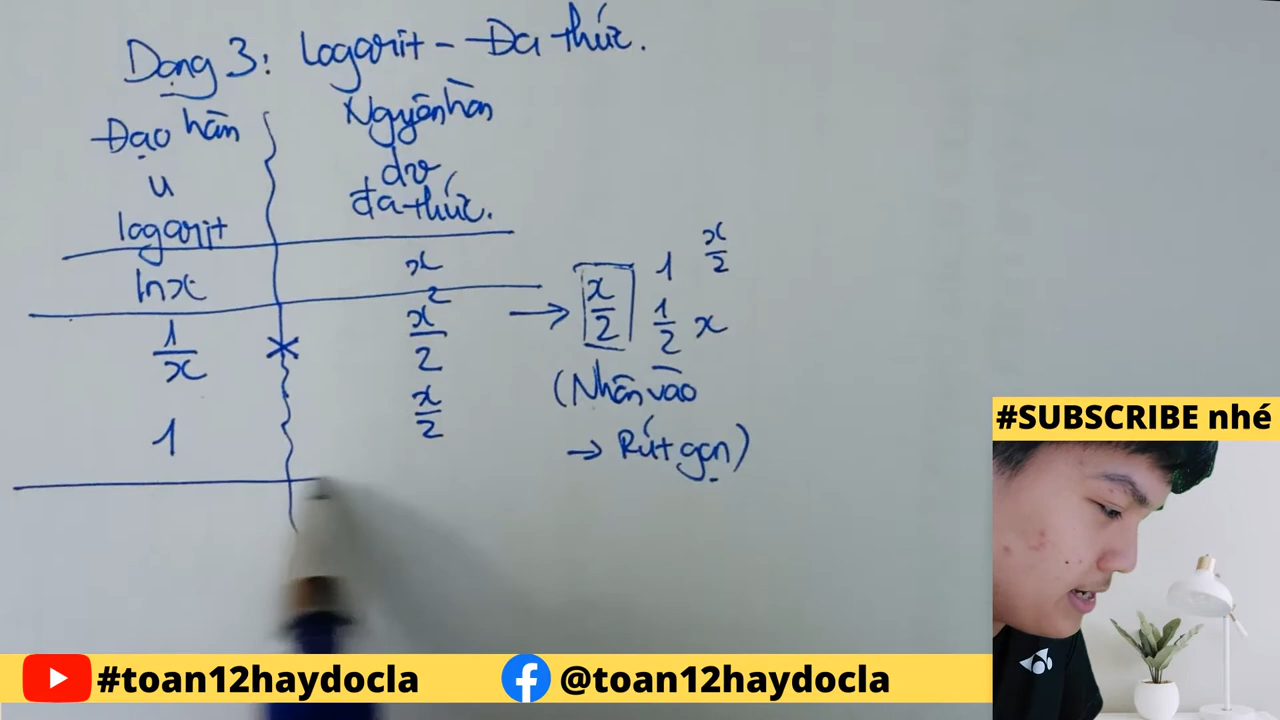 Dạng 3: Logarit - Đa thức.
Đạo hàm
u
logarit
Nguyên hàm
dv
đa thức.
lnx
x
1/x
x²/2
1
x/2
→ x/2
1 x/2
1/2 x
(Nhân vào
→ Rút gọn)
#SUBSCRIBE nhé
#toan12haydocla
@toan12haydocla